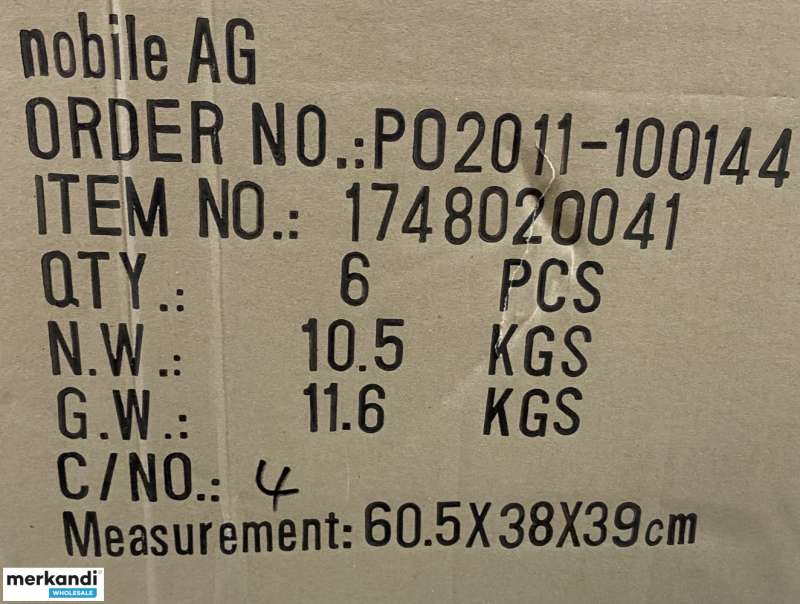 nobile AG
ORDER NO.:PO2011-100144
ITEM NO.: 1748020041
QTY.: 6 PCS
N.W.: 10.5 KGS
G.W.: 11.6 KGS
C/NO.: 4
Measurement: 60.5X38X39cm
merkandi
WHOLESALE